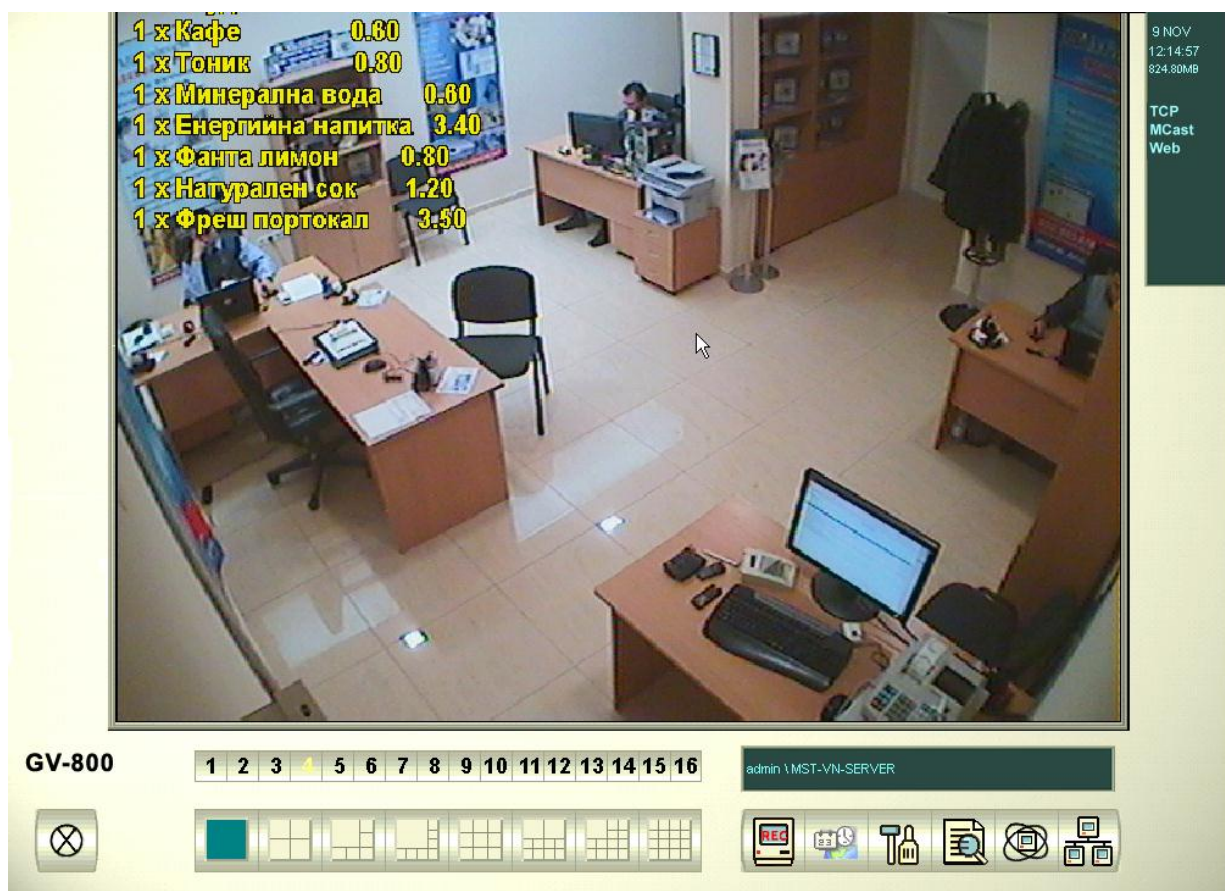 1 x Кафе 0.60
1 x Тоник 0.80
1 x Минерална вода 0.60
1 x Енергийна напитка 3.40
1 x Фанта лимон 0.80
1 x Натурален сок 1.20
1 x Фреш портокал 3.50
9 NOV
12:14:57
824.80MB
TCP
MCast
Web
GV-800
1 2 3 4 5 6 7 8 9 10 11 12 13 14 15 16
admin \ MST-VN-SERVER
REC
23